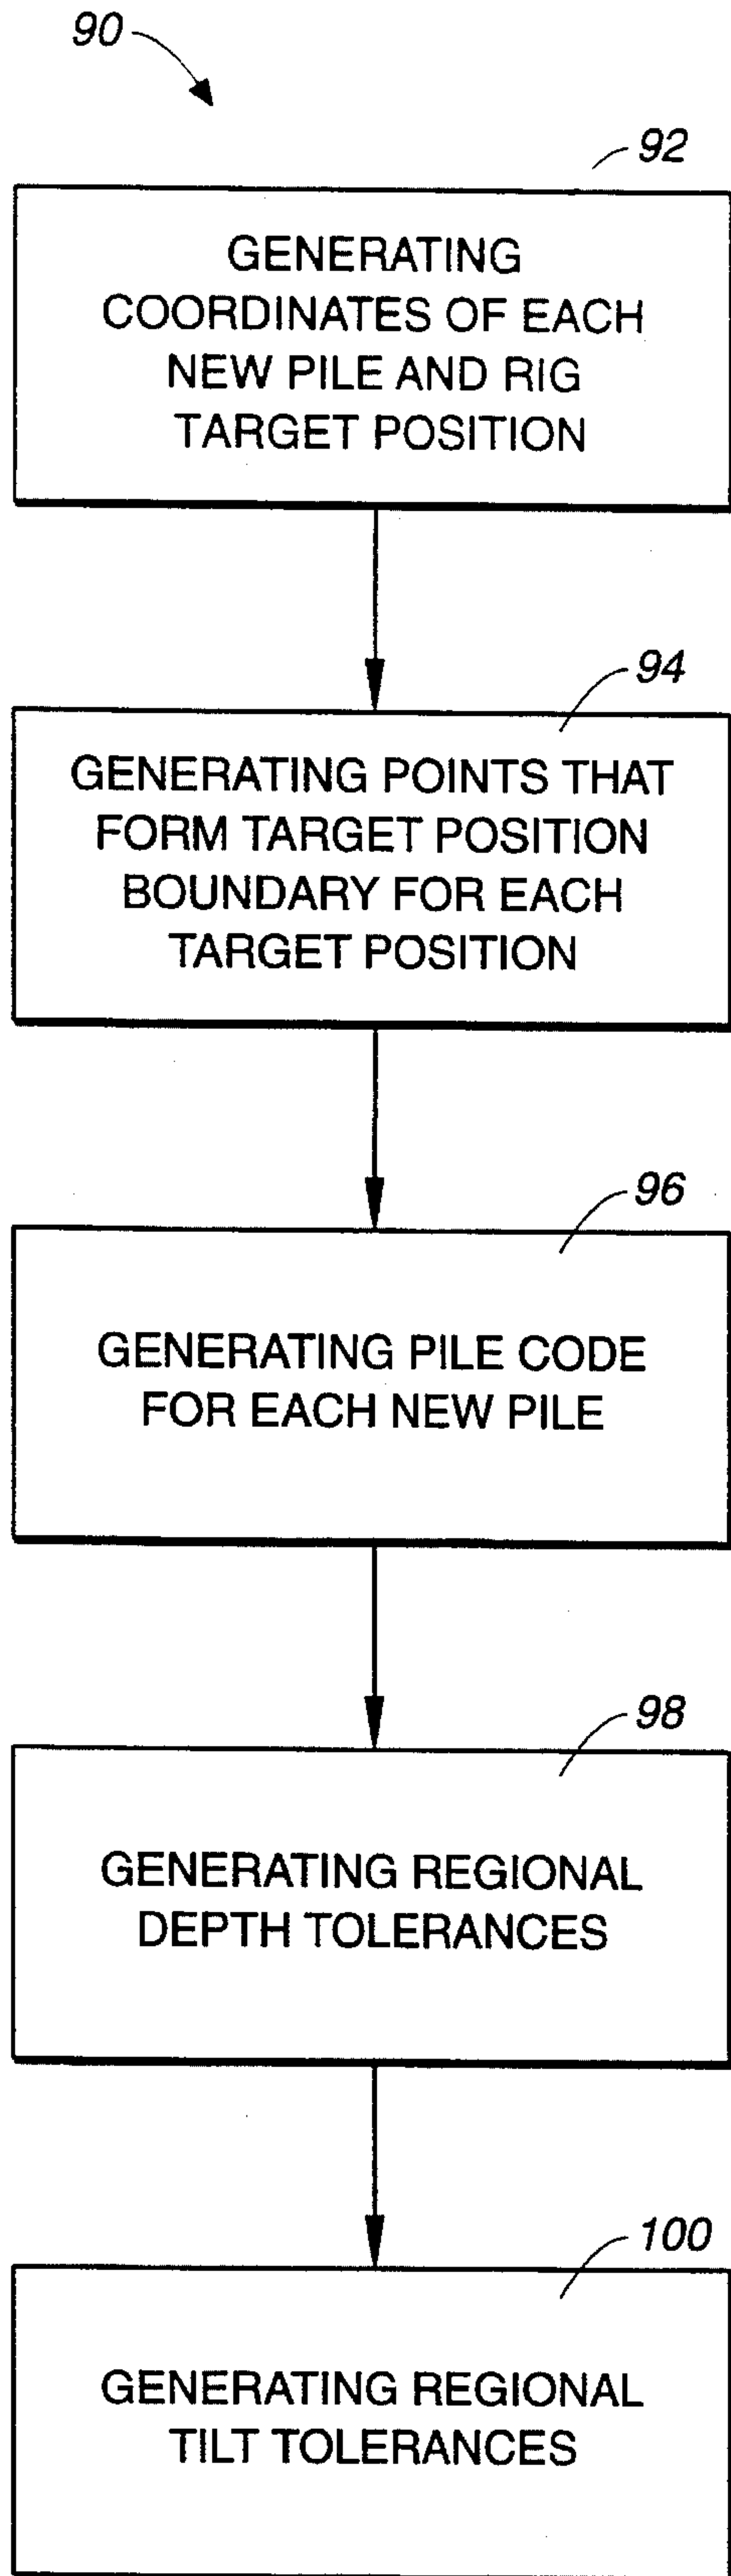 90
92
GENERATING
COORDINATES OF EACH
NEW PILE AND RIG
TARGET POSITION
94
GENERATING POINTS THAT
FORM TARGET POSITION
BOUNDARY FOR EACH
TARGET POSITION
96
GENERATING PILE CODE
FOR EACH NEW PILE
98
GENERATING REGIONAL
DEPTH TOLERANCES
100
GENERATING REGIONAL
TILT TOLERANCES